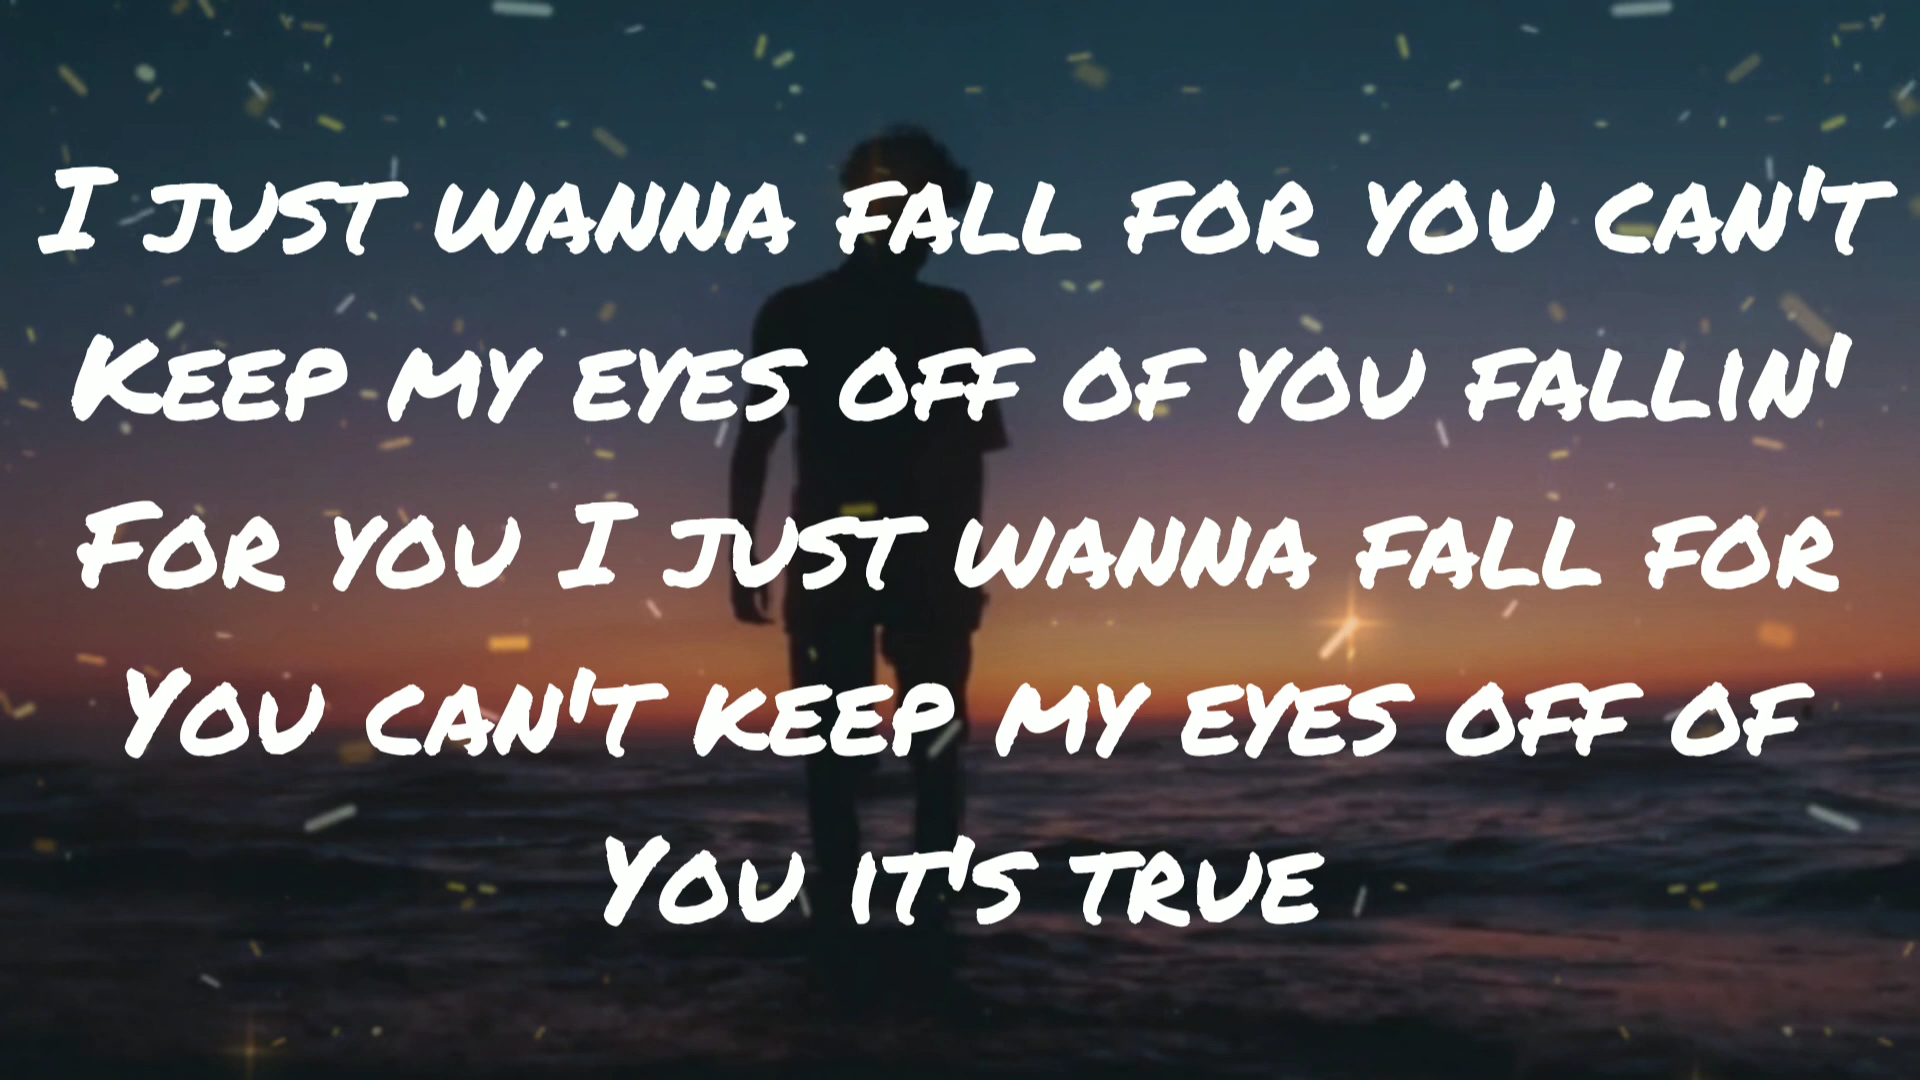 I just wanna fall for you can't
Keep my eyes off of you fallin'
For you I just wanna fall for
You can't keep my eyes off of
You it's true